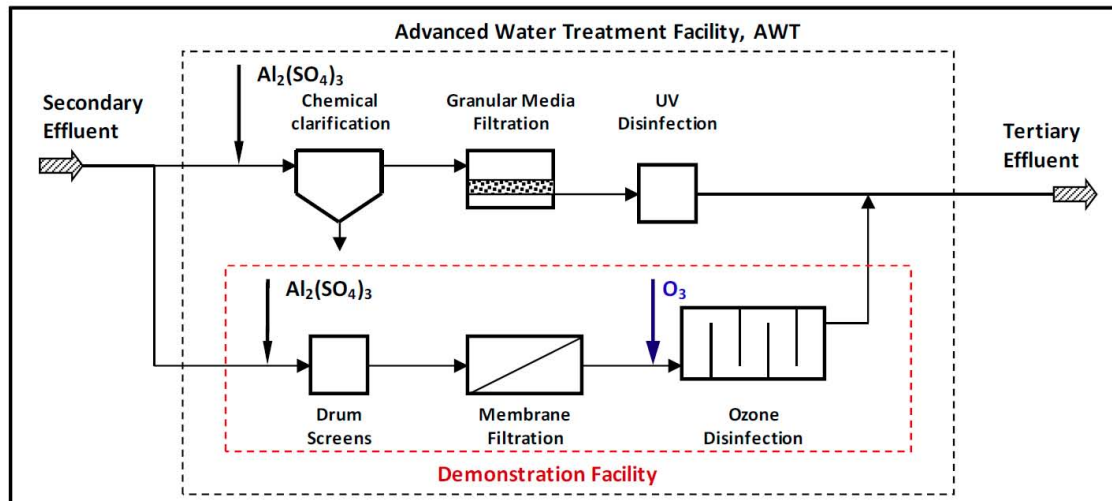 Advanced Water Treatment Facility, AWT
Al₂(SO₄)₃
Secondary
Effluent
Chemical
clarification
Granular Media
Filtration
UV
Disinfection
Tertiary
Effluent
Al₂(SO₄)₃
O₃
Drum
Screens
Membrane
Filtration
Ozone
Disinfection
Demonstration Facility